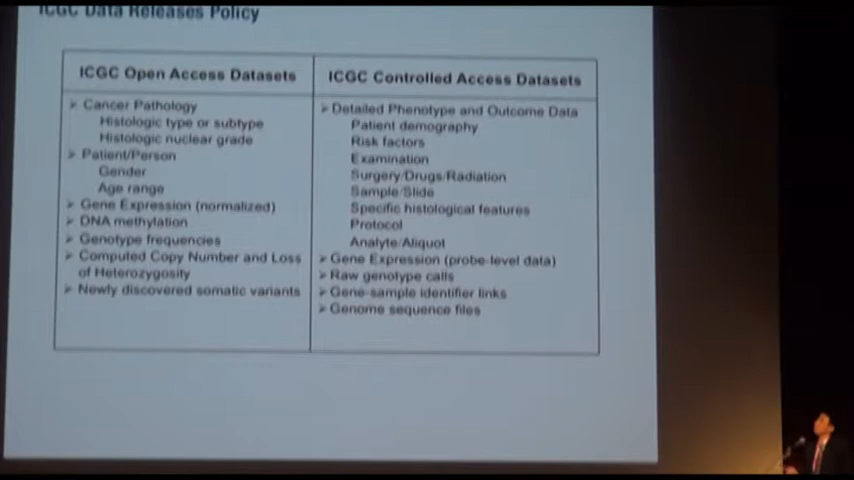 ICGC Data Releases Policy
ICGC Open Access Datasets
➢ Cancer Pathology
Histologic type or subtype
Histologic nuclear grade
➢ Patient/Person
Gender
Age range
➢ Gene Expression (normalized)
➢ DNA methylation
➢ Genotype frequencies
➢ Computed Copy Number and Loss
of Heterozygosity
➢ Newly discovered somatic variants
ICGC Controlled Access Datasets
➢ Detailed Phenotype and Outcome Data
Patient demography
Risk factors
Examination
Surgery/Drugs/Radiation
Sample/Slide
Specific histological features
Protocol
Analyte/Aliquot
➢ Gene Expression (probe-level data)
➢ Raw genotype calls
➢ Gene-sample identifier links
➢ Genome sequence files